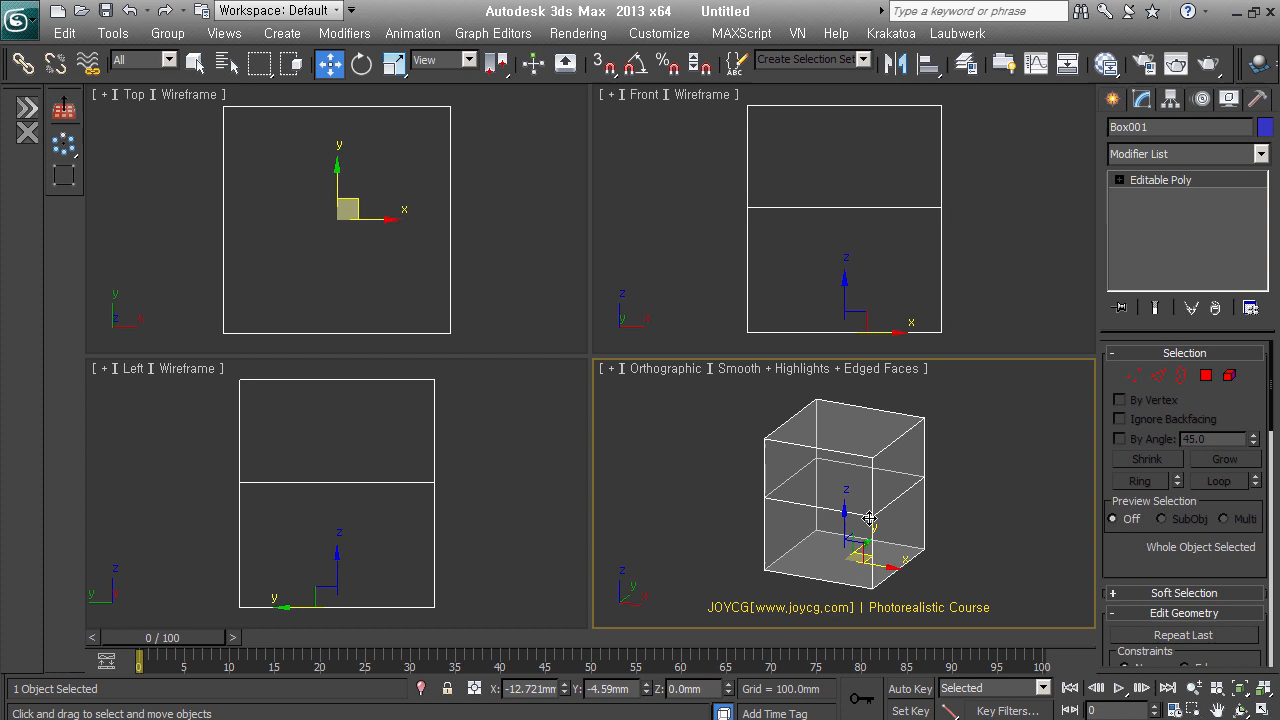 Workspace: Default
Autodesk 3ds Max 2013 x64 Untitled
Type a keyword or phrase
Edit Tools Group Views Create Modifiers Animation Graph Editors Rendering Customize MAXScript VN Help Krakatoa Laubwerk
All View 3 Create Selection Set
[ + ] Top ] Wireframe ]
[ + ] Front ] Wireframe ]
y
x
z
x
y
z
x
z
y
x
Box001
Modifier List
Editable Poly
[ + ] Left ] Wireframe ]
[ + ] Orthographic ] Smooth + Highlights + Edged Faces ]
z
y
z
y
z
y
x
z
y
x
JOYCG[www.joycg.com] | Photorealistic Course
- Selection
By Vertex
Ignore Backfacing
By Angle: 45.0
Shrink Grow
Ring Loop
Preview Selection
Off SubObj Multi
Whole Object Selected
+ Soft Selection
- Edit Geometry
Repeat Last
Constraints
< 0 / 100 >
0 5 10 15 20 25 30 35 40 45 50 55 60 65 70 75 80 85 90 95 100
1 Object Selected X: -12.721mm Y: -4.59mm Z: 0.0mm Grid = 100.0mm Auto Key Selected
Click and drag to select and move objects Add Time Tag Set Key Key Filters... 0